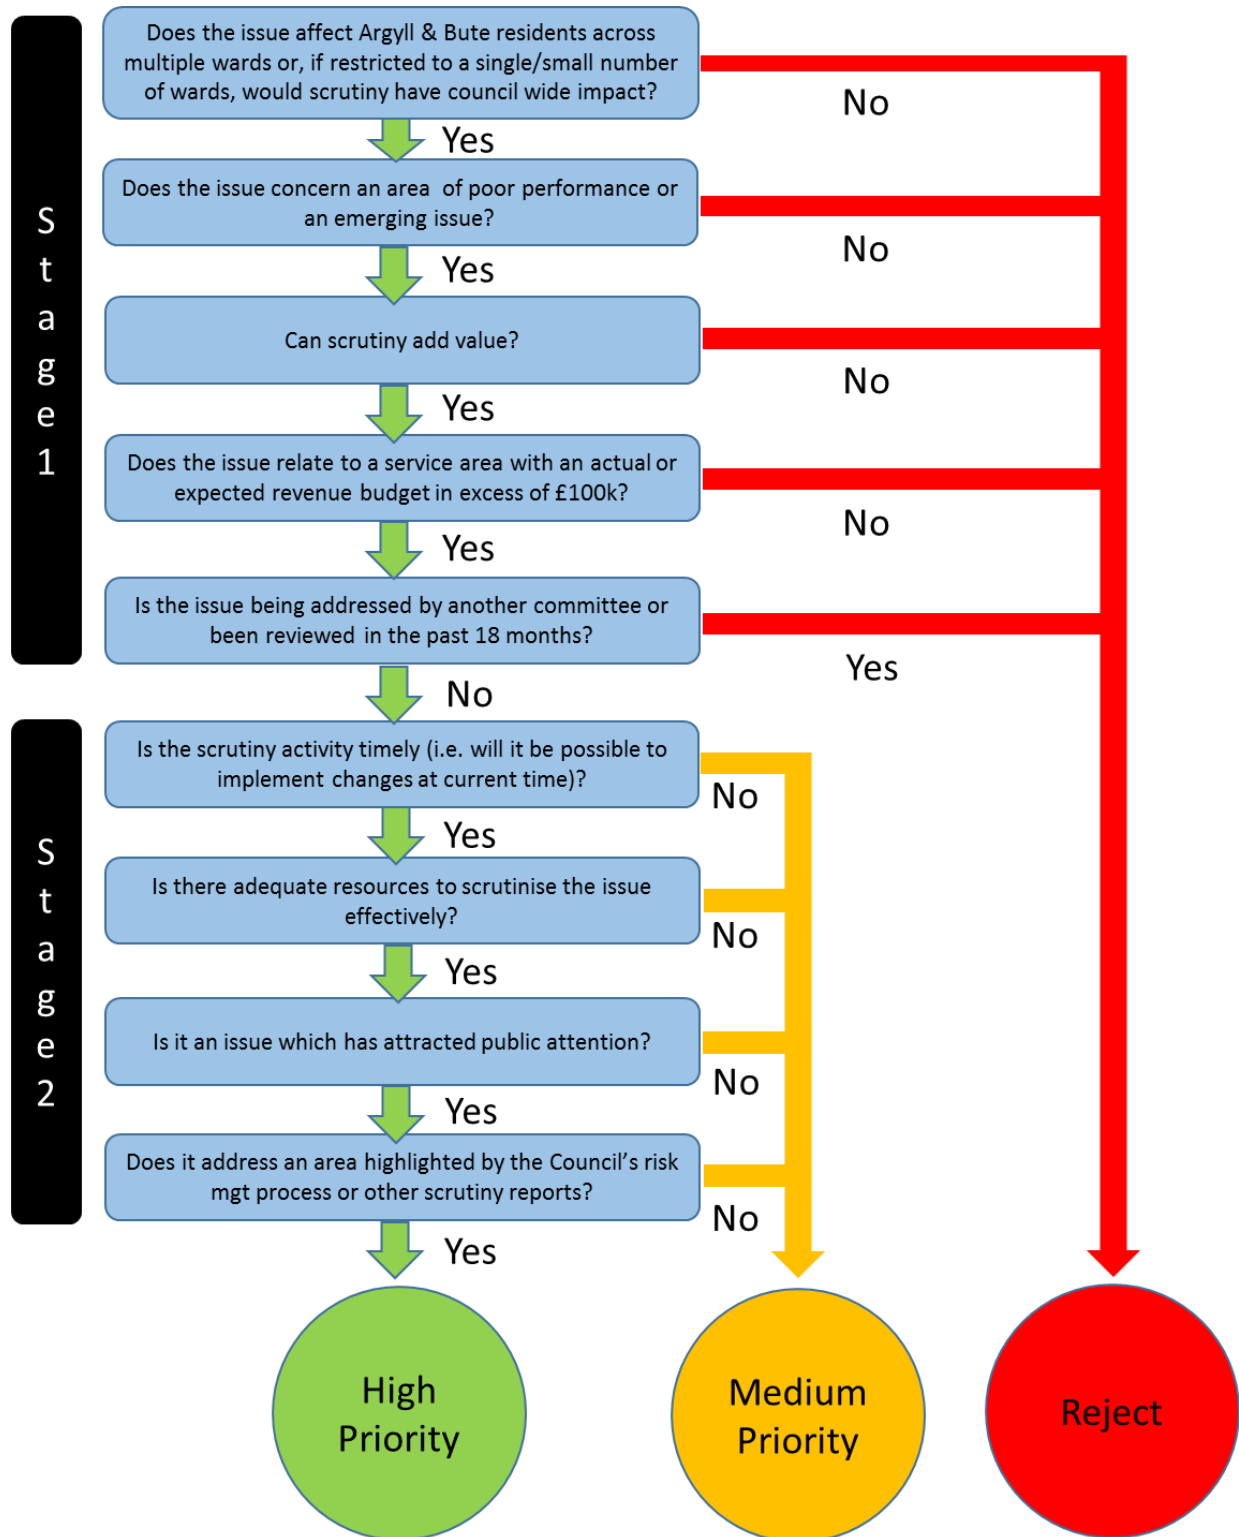 Stage1
Does the issue affect Argyll & Bute residents across
multiple wards or, if restricted to a single/small number
of wards, would scrutiny have council wide impact?
No
Yes
Does the issue concern an area of poor performance or
an emerging issue?
No
Yes
Can scrutiny add value?
No
Yes
Does the issue relate to a service area with an actual or
expected revenue budget in excess of £100k?
No
Yes
Is the issue being addressed by another committee or
been reviewed in the past 18 months?
Yes
No
Stage2
Is the scrutiny activity timely (i.e. will it be possible to
implement changes at current time)?
No
Yes
Is there adequate resources to scrutinise the issue
effectively?
No
Yes
Is it an issue which has attracted public attention?
No
Yes
Does it address an area highlighted by the Council's risk
mgt process or other scrutiny reports?
No
Yes
High
Priority
Medium
Priority
Reject